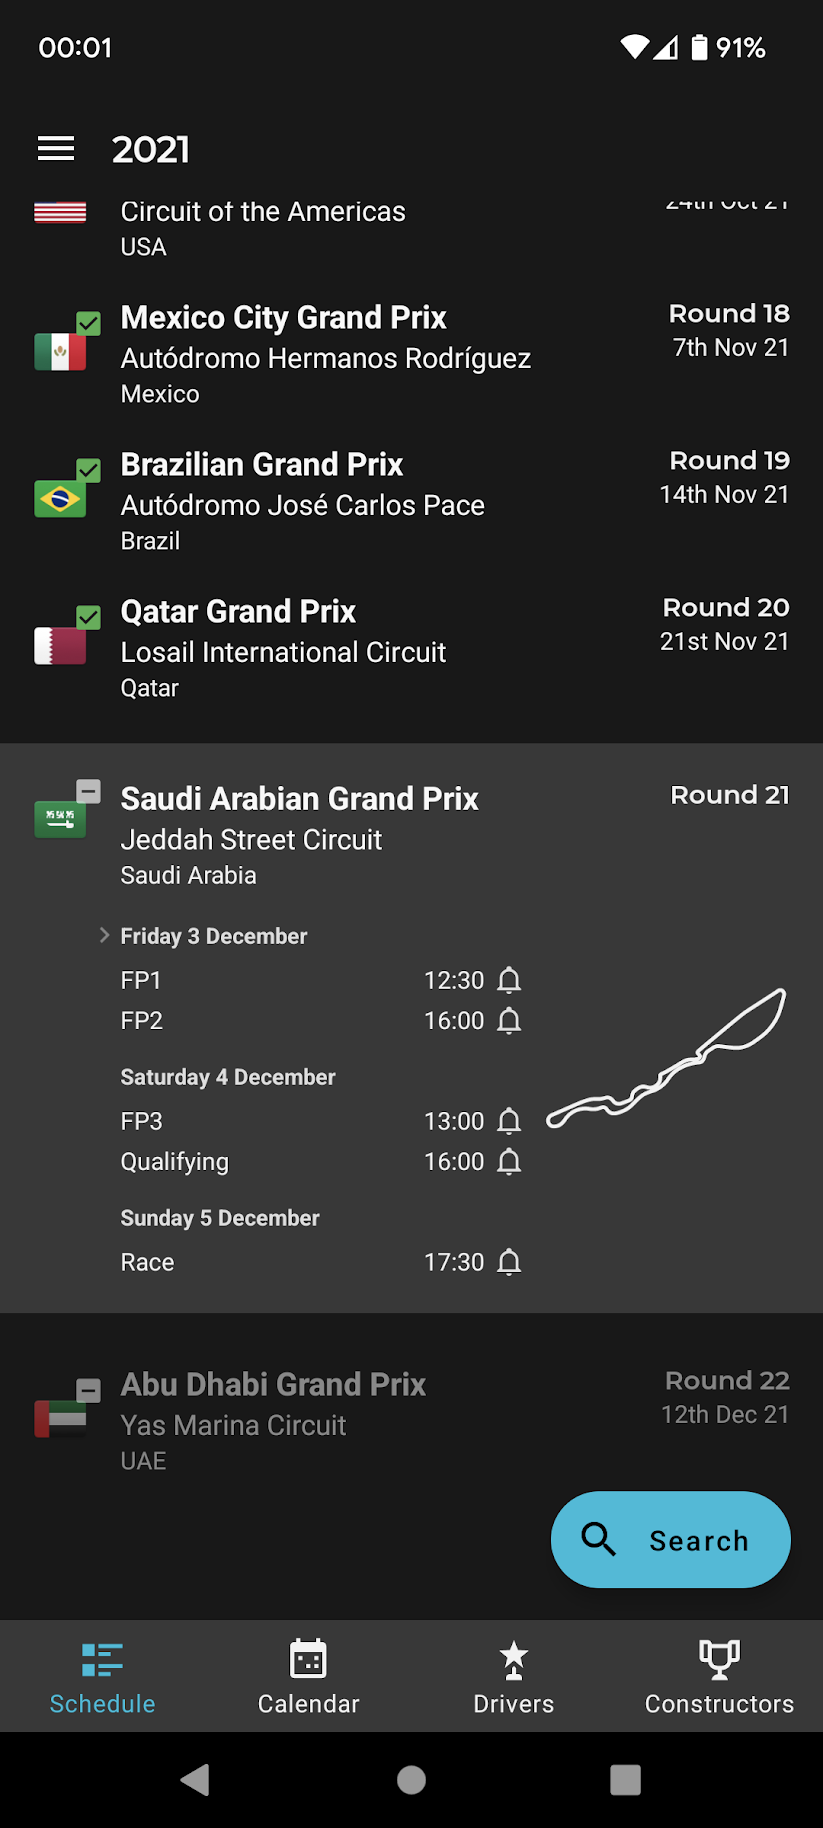 00:01
91%
2021
Circuit of the Americas
24th Oct 21
USA
Mexico City Grand Prix
Round 18
Autódromo Hermanos Rodríguez
7th Nov 21
Mexico
Brazilian Grand Prix
Round 19
Autódromo José Carlos Pace
14th Nov 21
Brazil
Qatar Grand Prix
Round 20
Losail International Circuit
21st Nov 21
Qatar
Saudi Arabian Grand Prix
Round 21
Jeddah Street Circuit
Saudi Arabia
Friday 3 December
FP1 12:30
FP2 16:00
Saturday 4 December
FP3 13:00
Qualifying 16:00
Sunday 5 December
Race 17:30
Abu Dhabi Grand Prix
Round 22
Yas Marina Circuit
12th Dec 21
UAE
Search
Schedule
Calendar
Drivers
Constructors